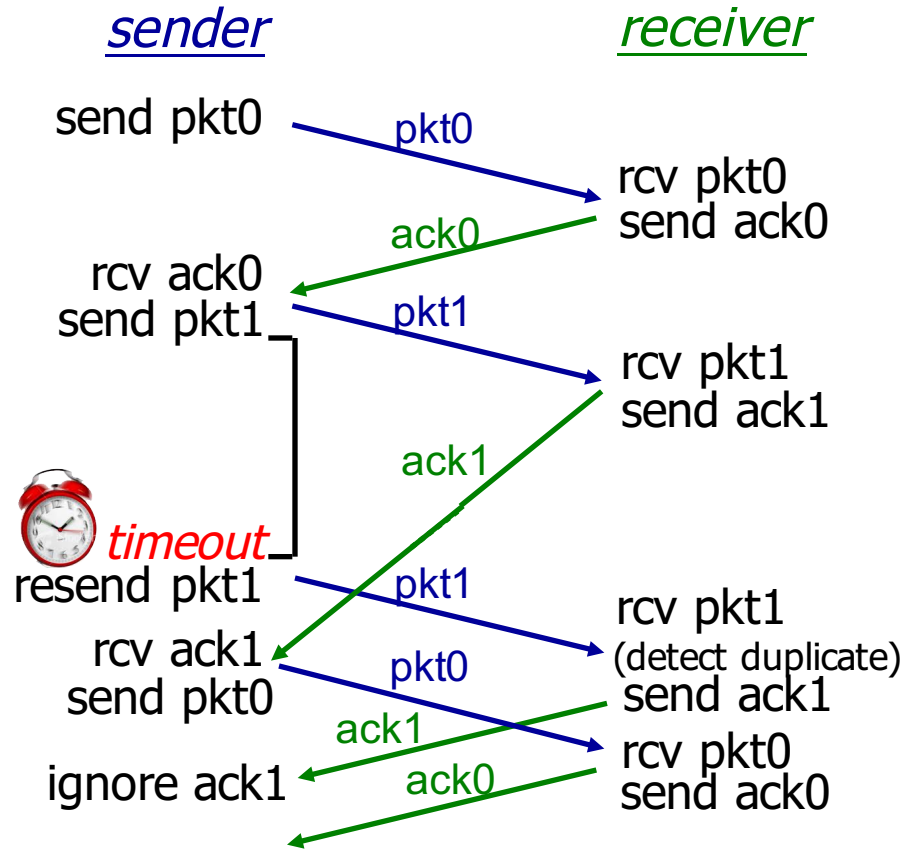 sender
receiver
send pkt0
pkt0
rcv pkt0
send ack0
ack0
rcv ack0
send pkt1
pkt1
rcv pkt1
send ack1
ack1
timeout
resend pkt1
pkt1
rcv pkt1
(detect duplicate)
send ack1
rcv ack1
send pkt0
pkt0
rcv pkt0
send ack0
ack1
ignore ack1
ack0